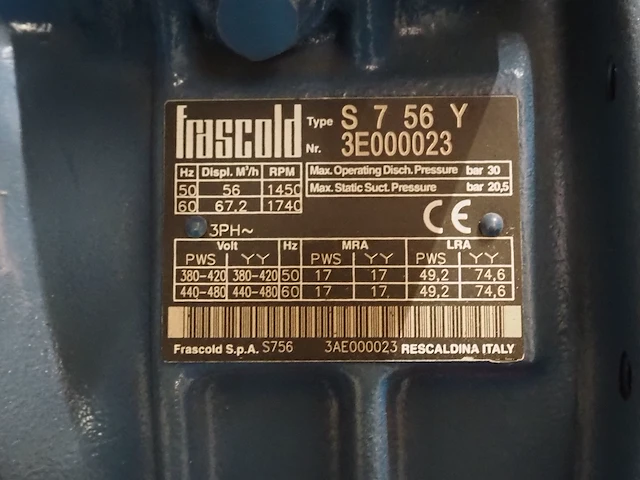 Frascold Type S 7 56 Y
Nr. 3E000023
Hz Displ. M³/h RPM
50 56 1450
60 67,2 1740
Max. Operating Disch. Pressure bar 30
Max. Static Suct. Pressure bar 20,5
CE
3PH~
Volt Hz MRA LRA
PWS YY PWS YY PWS YY
380-420 380-420 50 17 17 49,2 74,6
440-480 440-480 60 17 17 49,2 74,6
Frascold S.p.A. S756 3AE000023 RESCALDINA ITALY